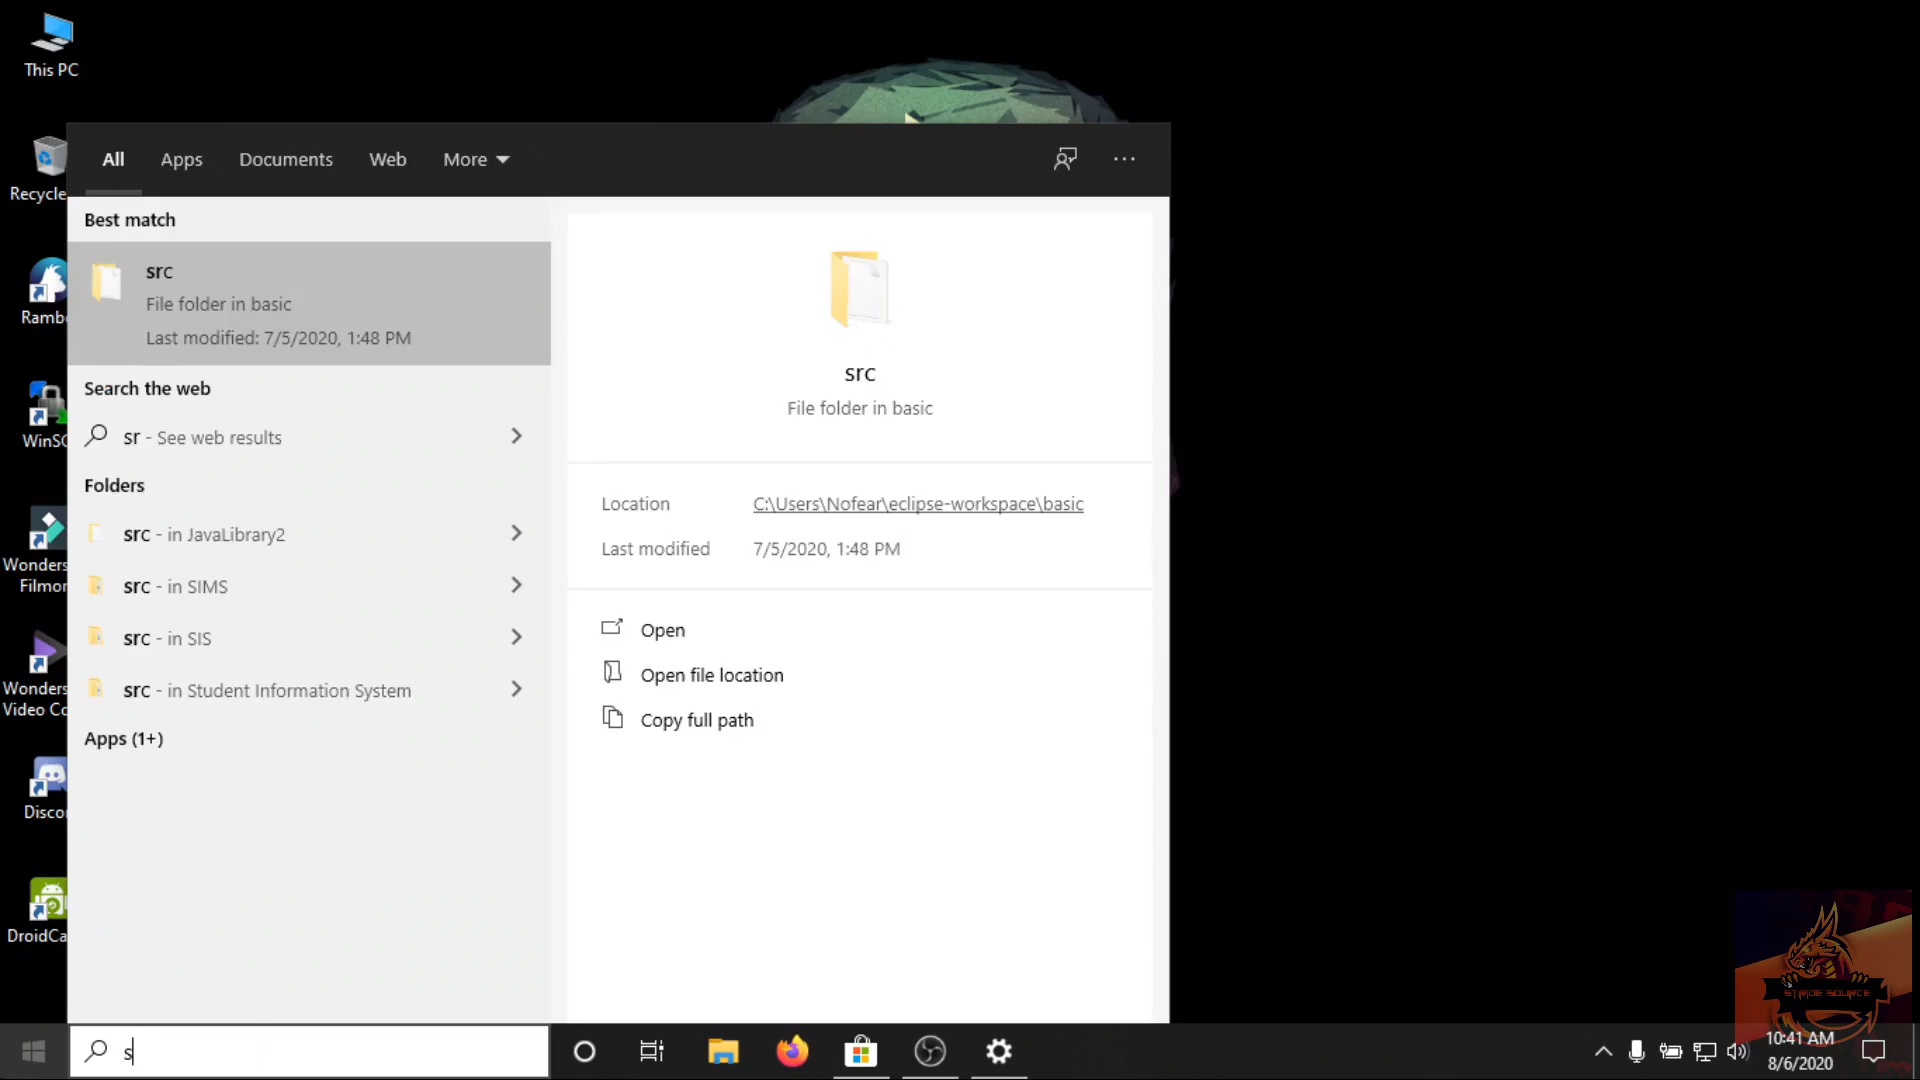 This PC
Recycle
Rambo
WinSC
Wonders
Filmor
Wonders
Video Co
Discor
DroidCa
All Apps Documents Web More
Best match
src
File folder in basic
Last modified: 7/5/2020, 1:48 PM
Search the web
sr - See web results
Folders
src - in JavaLibrary2
src - in SIMS
src - in SIS
src - in Student Information System
Apps (1+)
src
File folder in basic
Location C:\Users\Nofear\eclipse-workspace\basic
Last modified 7/5/2020, 1:48 PM
Open
Open file location
Copy full path
s
10:41 AM
8/6/2020